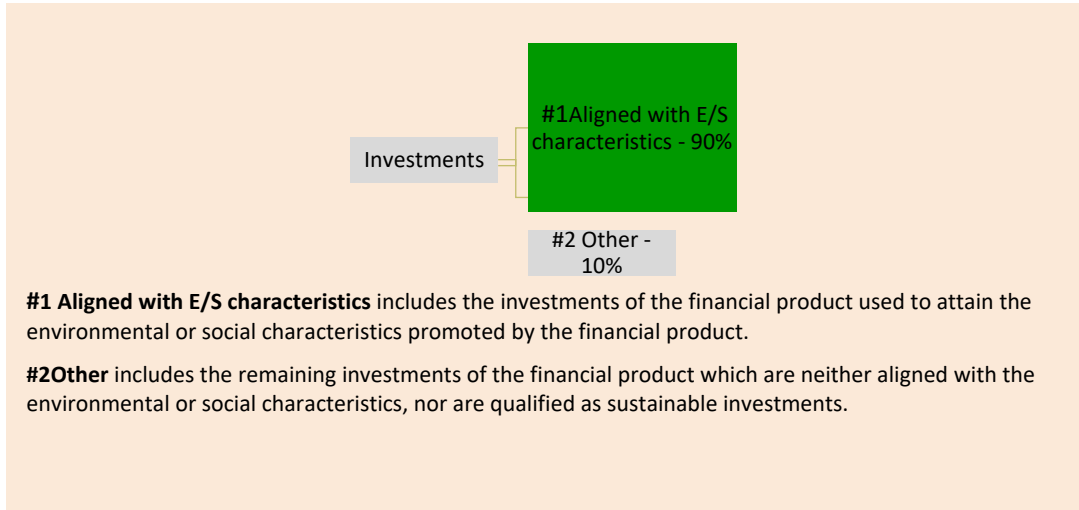 #1Aligned with E/S
characteristics - 90%
Investments
#2 Other -
10%
#1 Aligned with E/S characteristics includes the investments of the financial product used to attain the
environmental or social characteristics promoted by the financial product.
#2Other includes the remaining investments of the financial product which are neither aligned with the
environmental or social characteristics, nor are qualified as sustainable investments.